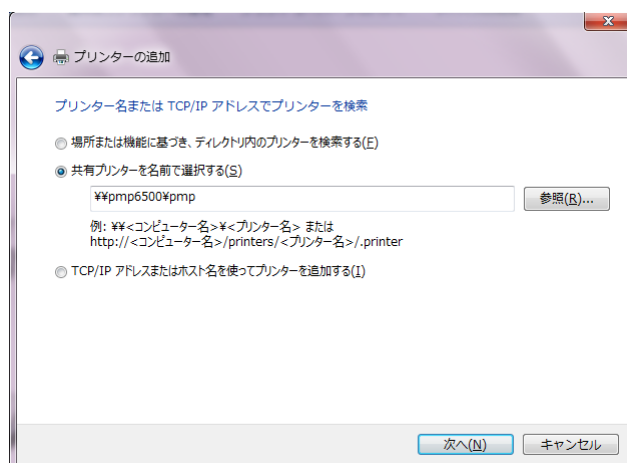 プリンターの追加
プリンター名または TCP/IP アドレスでプリンターを検索
場所または機能に基づき、ディレクトリ内のプリンターを検索する(F)
共有プリンターを名前で選択する(S)
¥¥pmp6500¥pmp
参照(R)...
例: ¥¥<コンピューター名>¥<プリンター名> または
http://<コンピューター名>/printers/<プリンター名>/.printer
TCP/IP アドレスまたはホスト名を使ってプリンターを追加する(I)
次へ(N)
キャンセル